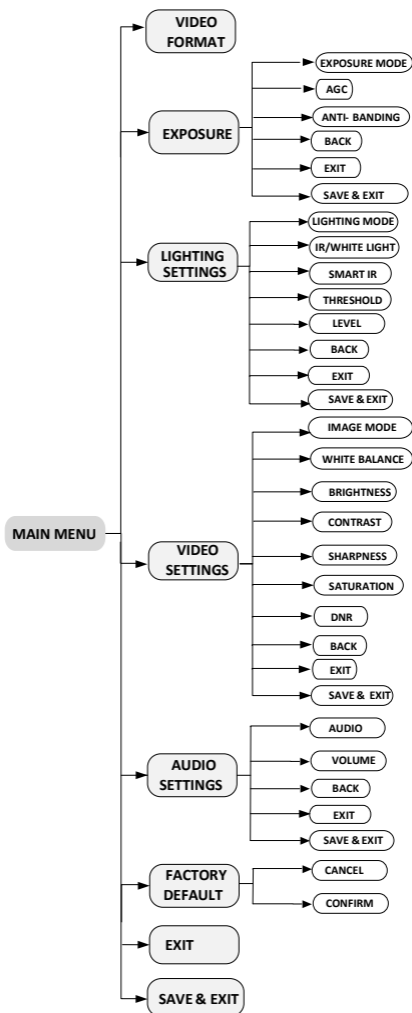 MAIN MENU
VIDEO
FORMAT
EXPOSURE
EXPOSURE MODE
AGC
ANTI- BANDING
BACK
EXIT
SAVE & EXIT
LIGHTING
SETTINGS
LIGHTING MODE
IR/WHITE LIGHT
SMART IR
THRESHOLD
LEVEL
BACK
EXIT
SAVE & EXIT
VIDEO
SETTINGS
IMAGE MODE
WHITE BALANCE
BRIGHTNESS
CONTRAST
SHARPNESS
SATURATION
DNR
BACK
EXIT
SAVE & EXIT
AUDIO
SETTINGS
AUDIO
VOLUME
BACK
EXIT
SAVE & EXIT
FACTORY
DEFAULT
CANCEL
CONFIRM
EXIT
SAVE & EXIT